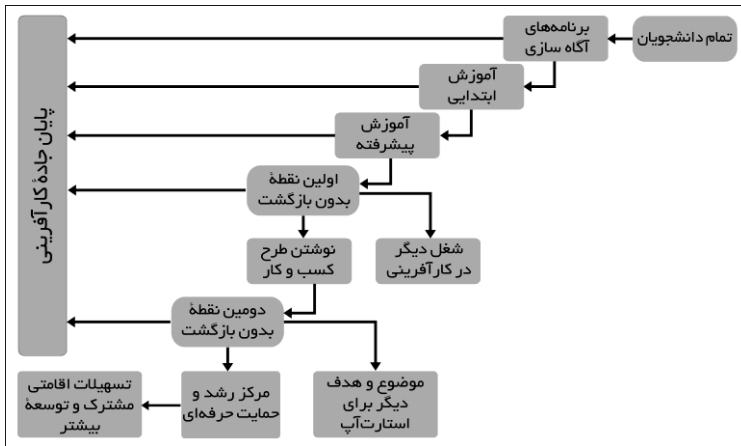 تمام دانشجویان
برنامه‌های
آگاه سازی
آموزش
ابتدایی
آموزش
پیشرفته
اولین نقطهٔ
بدون بازگشت
شغل دیگر
در کارآفرینی
نوشتن طرح
کسب و کار
دومین نقطهٔ
بدون بازگشت
موضوع و هدف
دیگر برای
استارت‌آپ
مرکز رشد و
حمایت حرفه‌ای
تسهیلات اقامتی
مشترک و توسعهٔ
بیشتر
پایان جادهٔ کارآفرینی